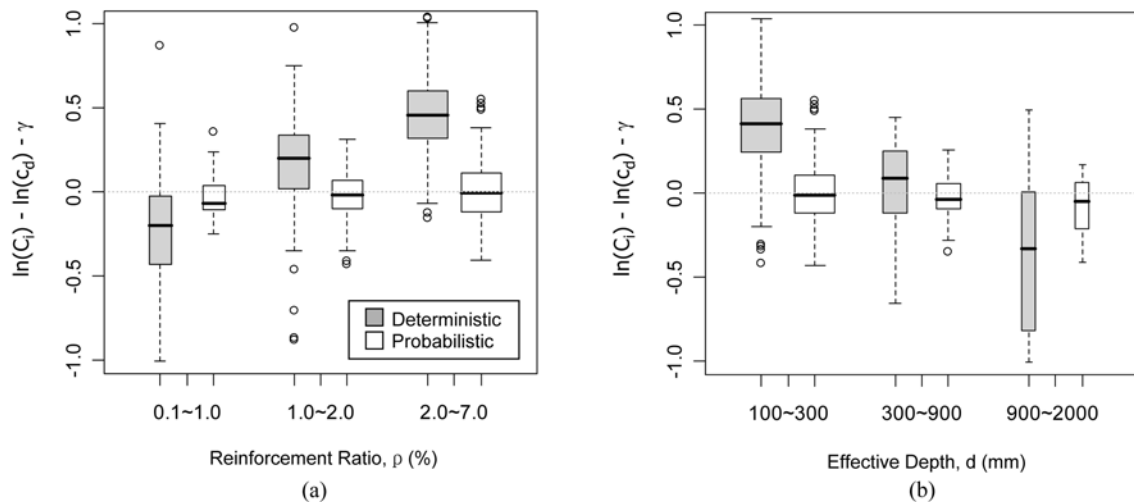 1.0
0.5
0.0
-0.5
-1.0
ln(C_i) - ln(c_d) - γ
Deterministic
Probabilistic
0.1~1.0 1.0~2.0 2.0~7.0
Reinforcement Ratio, ρ (%)
(a)
1.0
0.5
0.0
-0.5
-1.0
ln(C_i) - ln(c_d) - γ
100~300 300~900 900~2000
Effective Depth, d (mm)
(b)